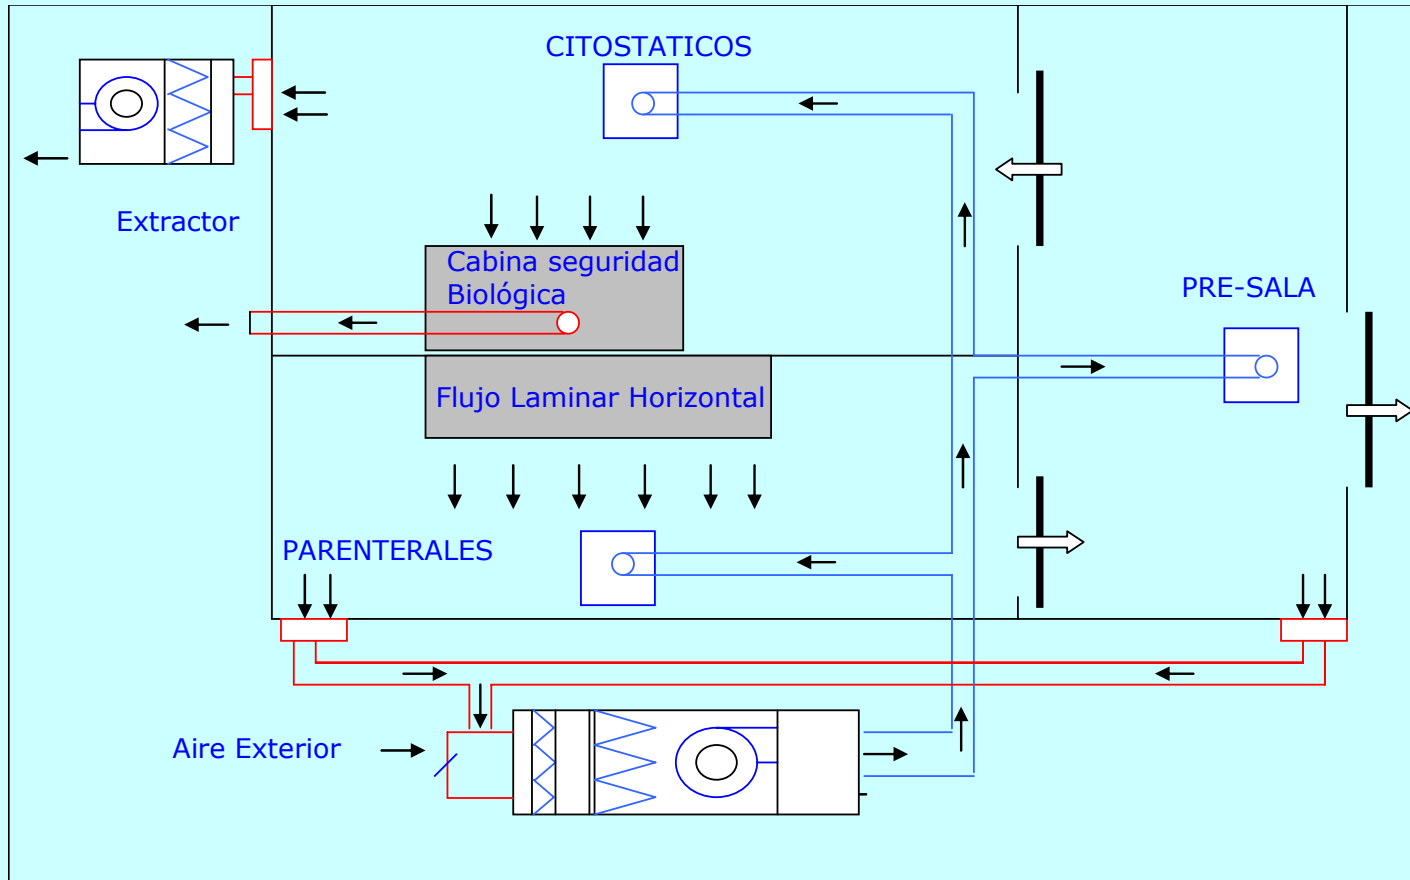 CITOSTATICOS
Extractor
Cabina seguridad
Biológica
PRE-SALA
Flujo Laminar Horizontal
PARENTERALES
Aire Exterior